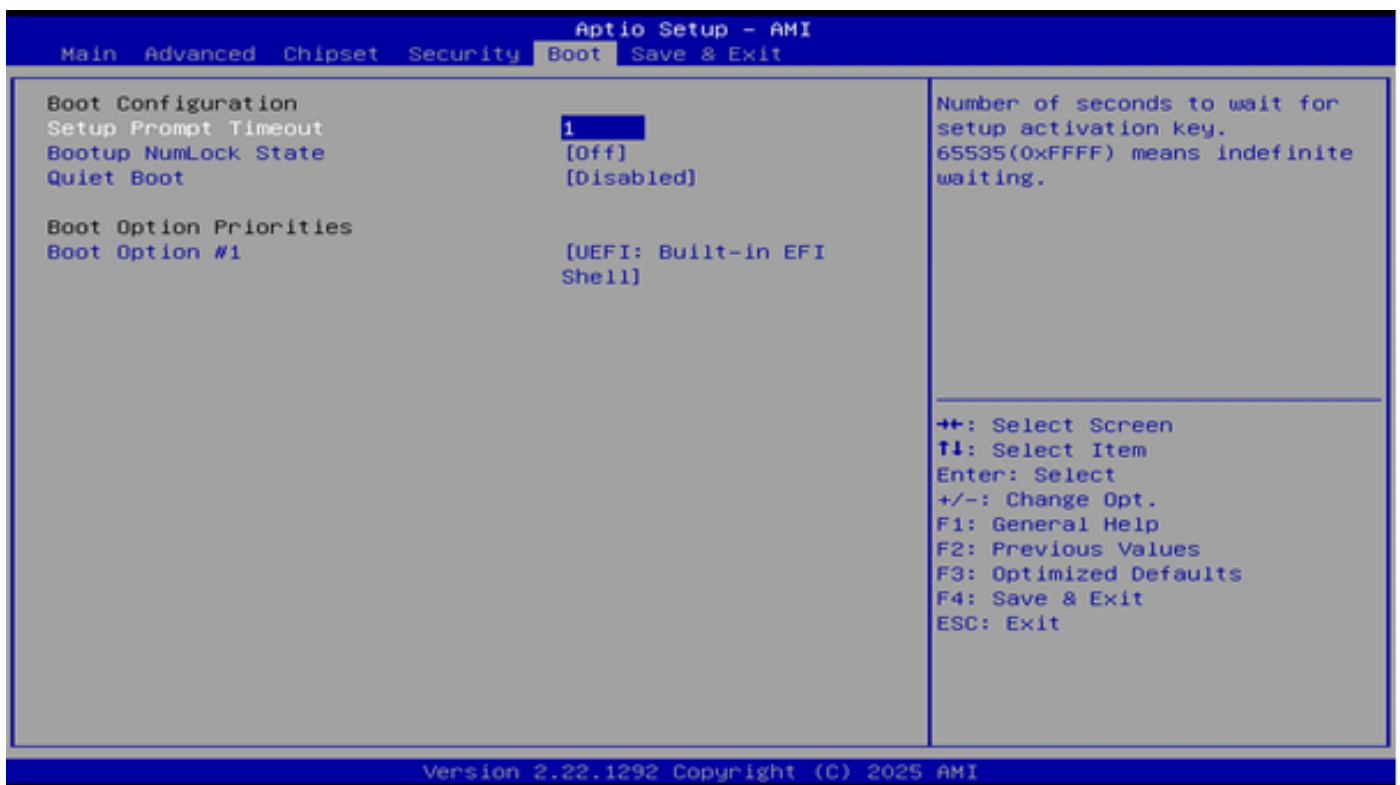 Aptio Setup – AMI
Main Advanced Chipset Security Boot Save & Exit
Boot Configuration
Setup Prompt Timeout 1
Bootup NumLock State [Off]
Quiet Boot [Disabled]
Boot Option Priorities
Boot Option #1 [UEFI: Built-in EFI
Shell]
Number of seconds to wait for
setup activation key.
65535(0xFFFF) means indefinite
waiting.
→←: Select Screen
↑↓: Select Item
Enter: Select
+/-: Change Opt.
F1: General Help
F2: Previous Values
F3: Optimized Defaults
F4: Save & Exit
ESC: Exit
Version 2.22.1292 Copyright (C) 2025 AMI